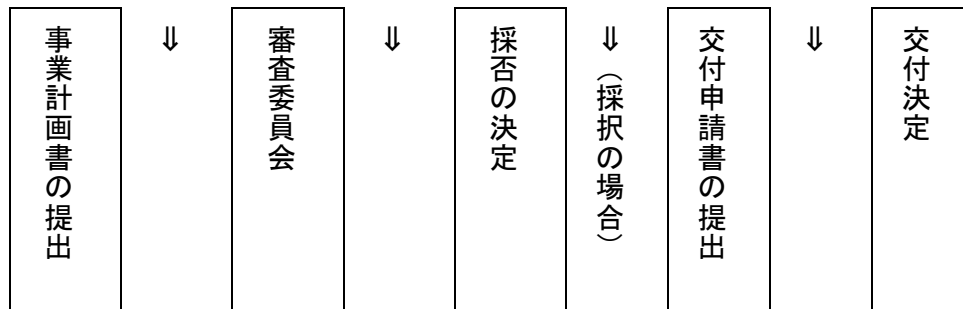 事業計画書の提出
⇓
審査委員会
⇓
採否の決定
⇓（採択の場合）
交付申請書の提出
⇓
交付決定